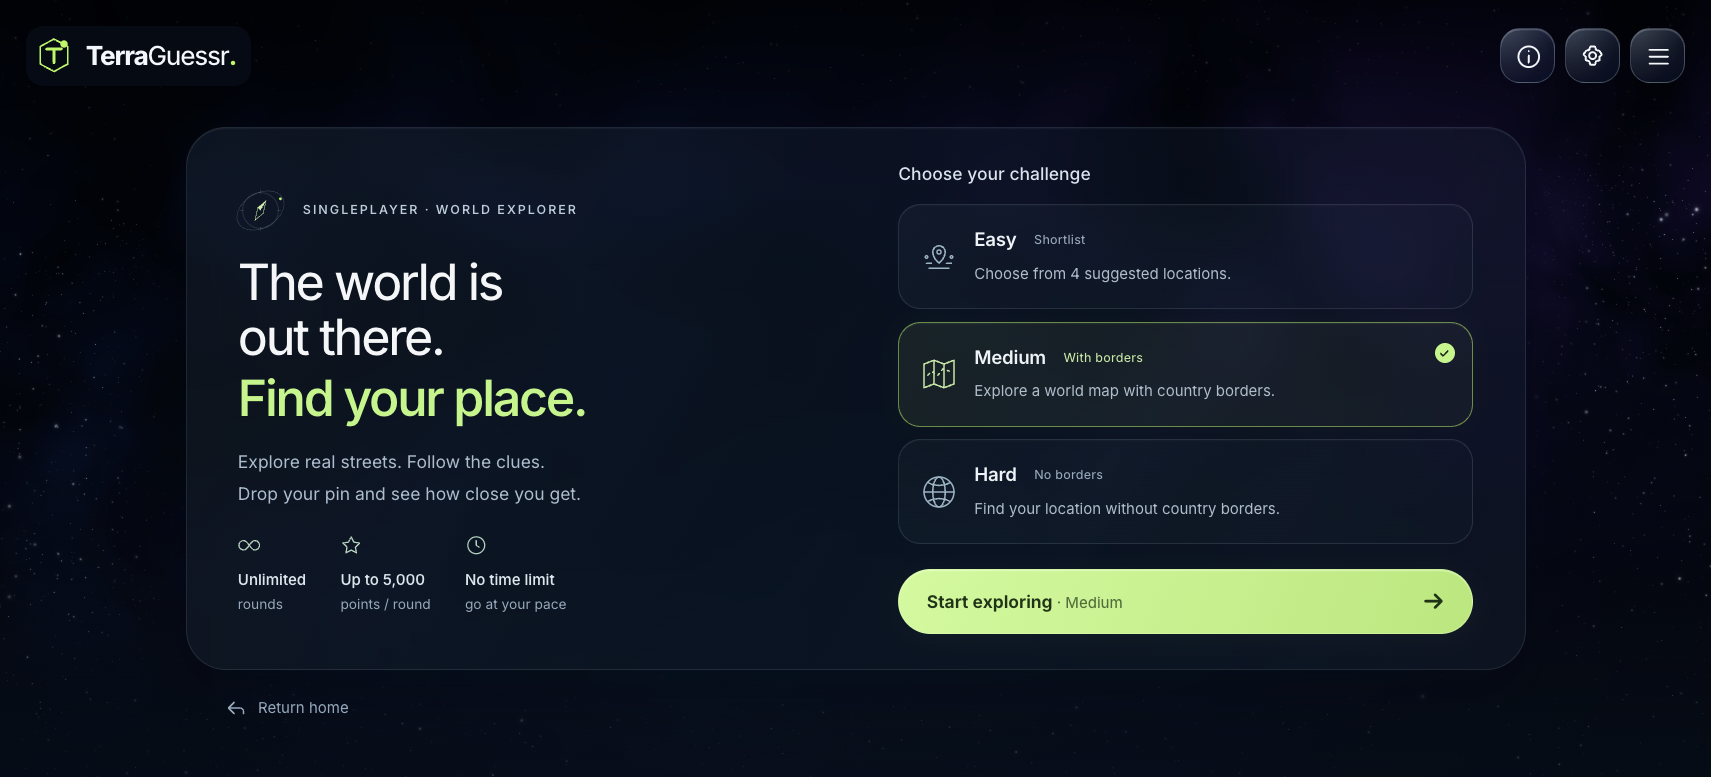 TerraGuessr.
SINGLEPLAYER · WORLD EXPLORER
The world is
out there.
Find your place.
Explore real streets. Follow the clues.
Drop your pin and see how close you get.
Unlimited
rounds
Up to 5,000
points / round
No time limit
go at your pace
Choose your challenge
Easy Shortlist
Choose from 4 suggested locations.
Medium With borders
Explore a world map with country borders.
Hard No borders
Find your location without country borders.
Start exploring · Medium
Return home